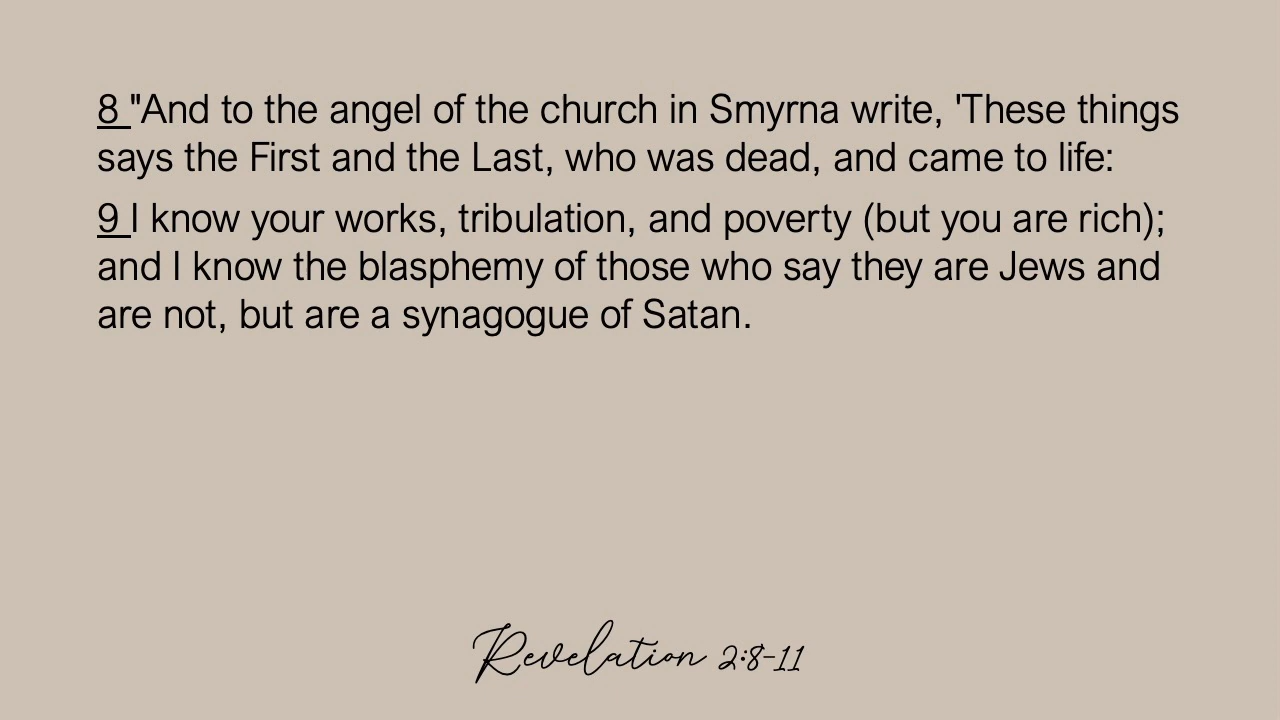 8 "And to the angel of the church in Smyrna write, 'These things
says the First and the Last, who was dead, and came to life:
9 I know your works, tribulation, and poverty (but you are rich);
and I know the blasphemy of those who say they are Jews and
are not, but are a synagogue of Satan.
Revelation 2:8-11